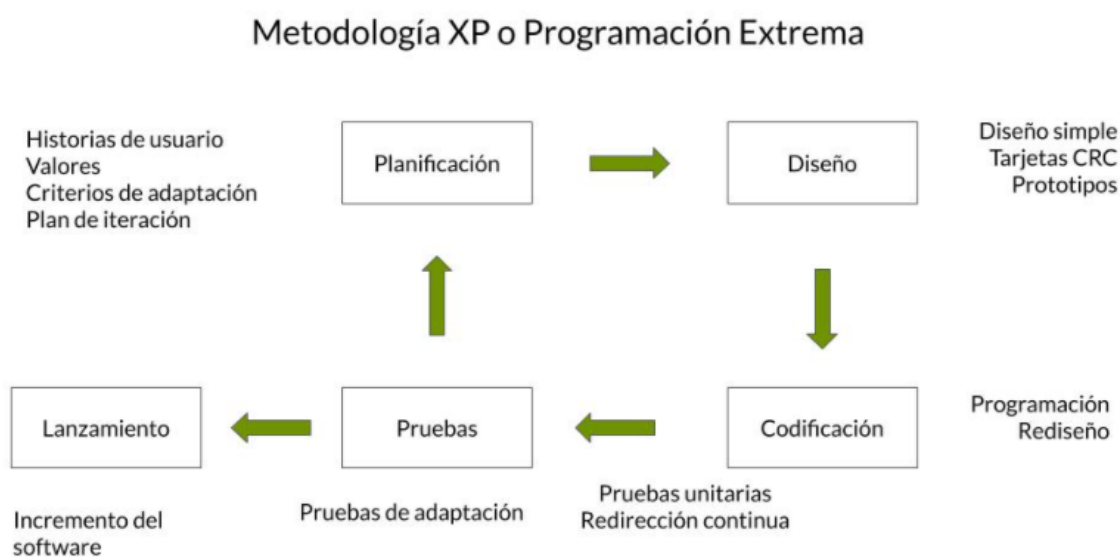 Metodología XP o Programación Extrema
Historias de usuario
Valores
Criterios de adaptación
Plan de iteración
Planificación
Diseño
Diseño simple
Tarjetas CRC
Prototipos
Lanzamiento
Pruebas
Codificación
Programación
Rediseño
Incremento del
software
Pruebas de adaptación
Pruebas unitarias
Redirección continua